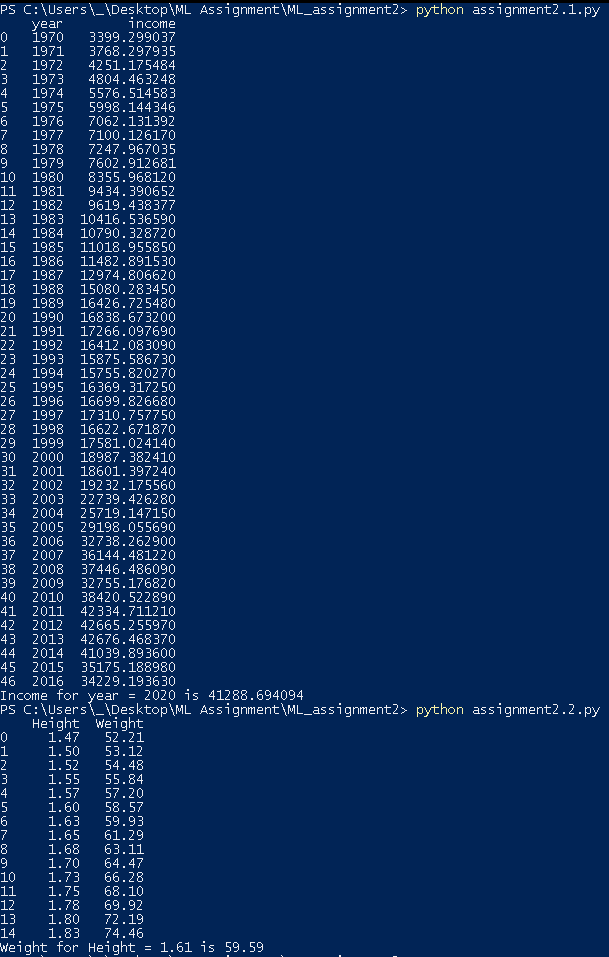 PS C:\Users\_\Desktop\ML Assignment\ML_assignment2> python assignment2.1.py
    year        income
0   1970   3399.299037
1   1971   3768.297935
2   1972   4251.175484
3   1973   4804.463248
4   1974   5576.514583
5   1975   5998.144346
6   1976   7062.131392
7   1977   7100.126170
8   1978   7247.967035
9   1979   7602.912681
10  1980   8355.968120
11  1981   9434.390652
12  1982   9619.438377
13  1983  10416.536590
14  1984  10790.328720
15  1985  11018.955850
16  1986  11482.891530
17  1987  12974.806620
18  1988  15080.283450
19  1989  16426.725480
20  1990  16838.673200
21  1991  17266.097690
22  1992  16412.083090
23  1993  15875.586730
24  1994  15755.820270
25  1995  16369.317250
26  1996  16699.826680
27  1997  17310.757750
28  1998  16622.671870
29  1999  17581.024140
30  2000  18987.382410
31  2001  18601.397240
32  2002  19232.175560
33  2003  22739.426280
34  2004  25719.147150
35  2005  29198.055690
36  2006  32738.262900
37  2007  36144.481220
38  2008  37446.486090
39  2009  32755.176820
40  2010  38420.522890
41  2011  42334.711210
42  2012  42665.255970
43  2013  42676.468370
44  2014  41039.893600
45  2015  35175.188980
46  2016  34229.193630
Income for year = 2020 is 41288.694094
PS C:\Users\_\Desktop\ML Assignment\ML_assignment2> python assignment2.2.py
    Height  Weight
0     1.47   52.21
1     1.50   53.12
2     1.52   54.48
3     1.55   55.84
4     1.57   57.20
5     1.60   58.57
6     1.63   59.93
7     1.65   61.29
8     1.68   63.11
9     1.70   64.47
10    1.73   66.28
11    1.75   68.10
12    1.78   69.92
13    1.80   72.19
14    1.83   74.46
Weight for Height = 1.61 is 59.59